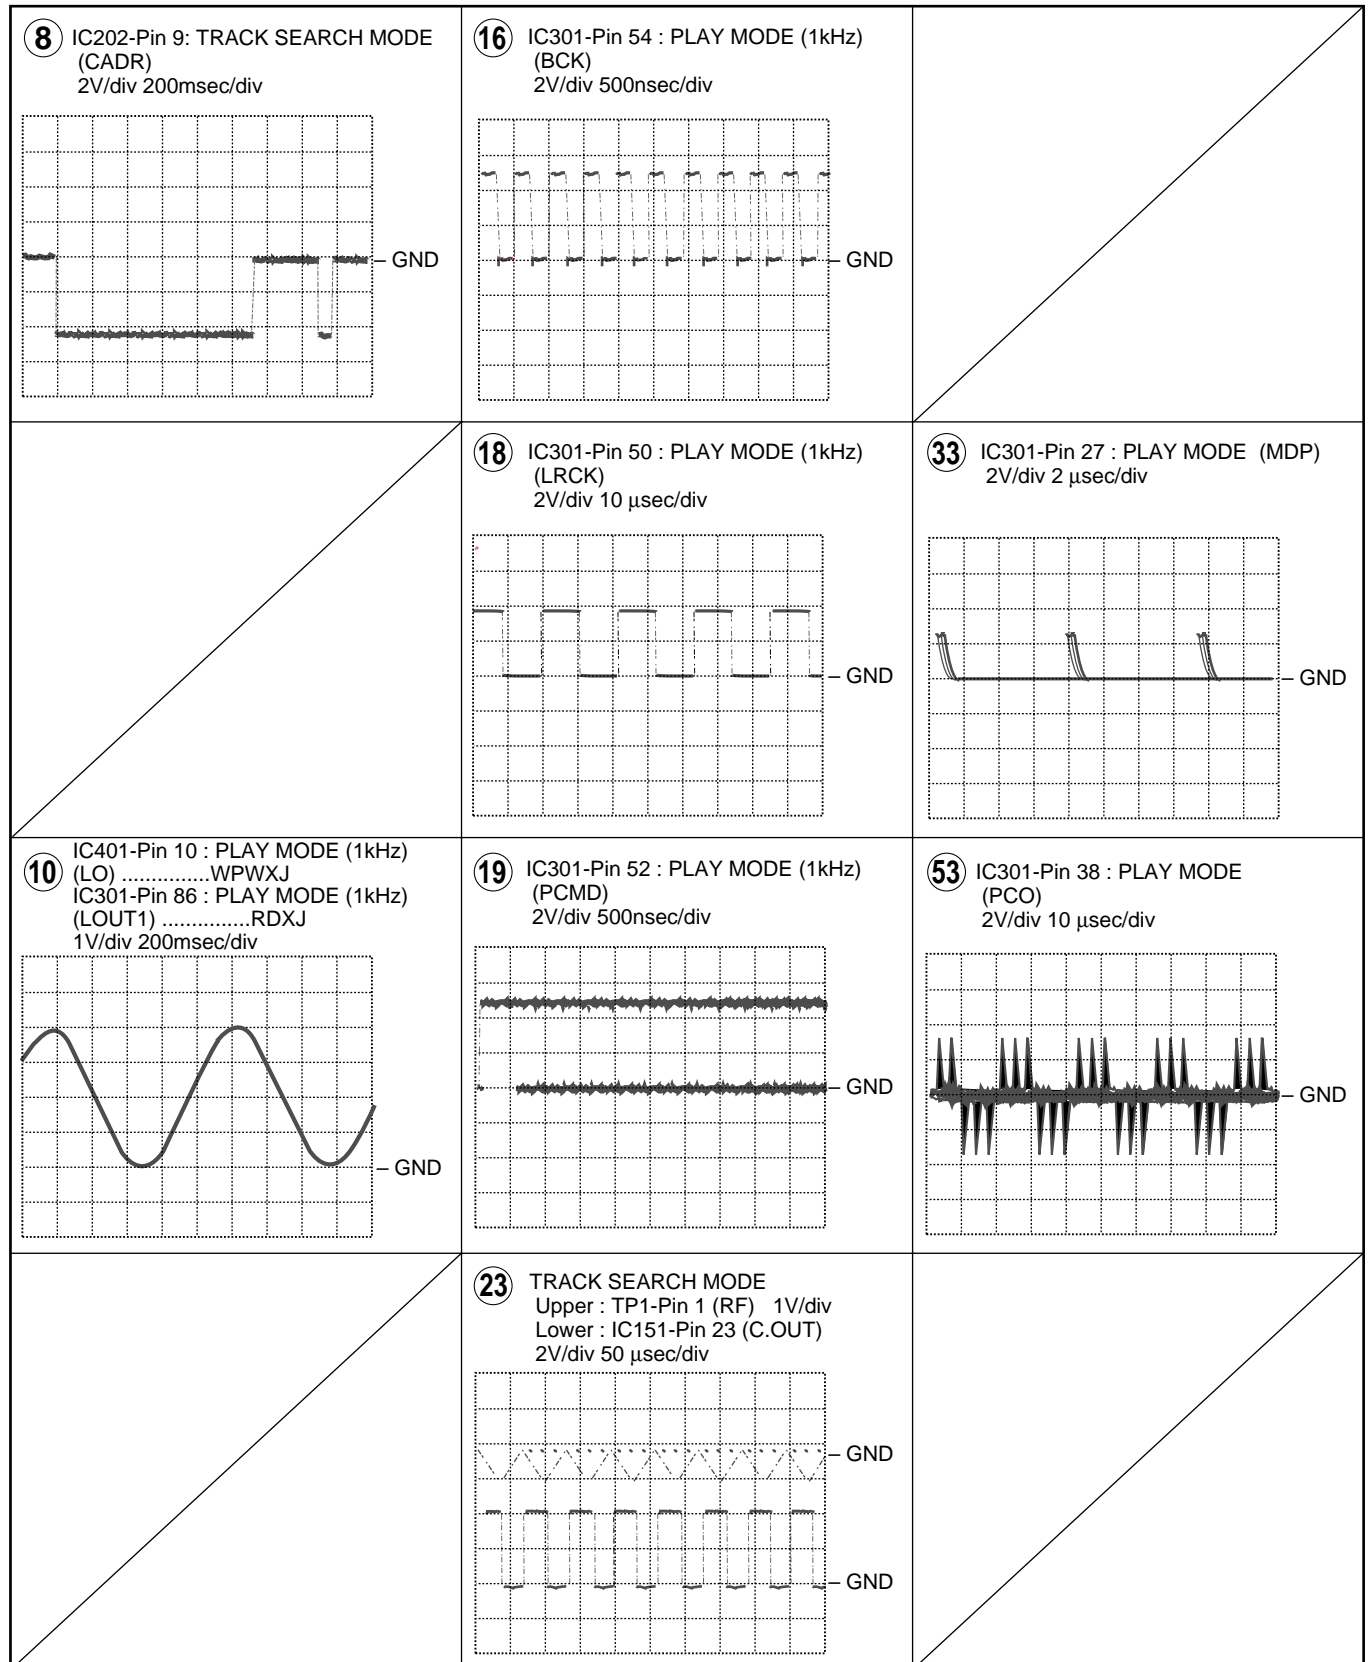 8 IC202-Pin 9: TRACK SEARCH MODE
(CADR)
2V/div 200msec/div
GND
16 IC301-Pin 54 : PLAY MODE (1kHz)
(BCK)
2V/div 500nsec/div
GND
18 IC301-Pin 50 : PLAY MODE (1kHz)
(LRCK)
2V/div 10 µsec/div
GND
33 IC301-Pin 27 : PLAY MODE (MDP)
2V/div 2 µsec/div
GND
10 IC401-Pin 10 : PLAY MODE (1kHz)
(LO) ...............WPWXJ
IC301-Pin 86 : PLAY MODE (1kHz)
(LOUT1) ...............RDXJ
1V/div 200msec/div
GND
19 IC301-Pin 52 : PLAY MODE (1kHz)
(PCMD)
2V/div 500nsec/div
GND
53 IC301-Pin 38 : PLAY MODE
(PCO)
2V/div 10 µsec/div
GND
23 TRACK SEARCH MODE
Upper : TP1-Pin 1 (RF) 1V/div
Lower : IC151-Pin 23 (C.OUT)
2V/div 50 µsec/div
GND
GND